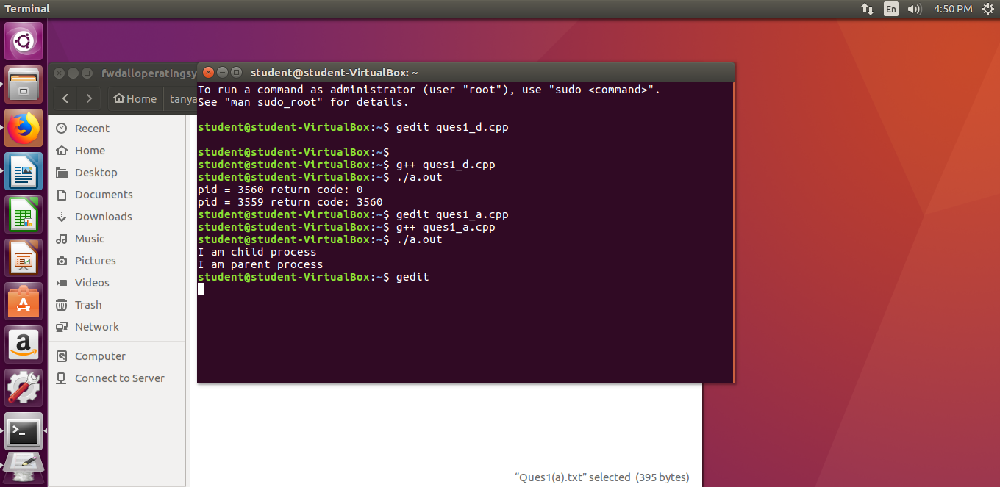 Terminal
En
4:50 PM
fwdalloperatingsy
Home
tanya
Recent
Home
Desktop
Documents
Downloads
Music
Pictures
Videos
Trash
Network
Computer
Connect to Server
student@student-VirtualBox: ~
To run a command as administrator (user "root"), use "sudo <command>".
See "man sudo_root" for details.
student@student-VirtualBox:~$ gedit ques1_d.cpp
student@student-VirtualBox:~$
student@student-VirtualBox:~$ g++ ques1_d.cpp
student@student-VirtualBox:~$ ./a.out
pid = 3560 return code: 0
pid = 3559 return code: 3560
student@student-VirtualBox:~$ gedit ques1_a.cpp
student@student-VirtualBox:~$ g++ ques1_a.cpp
student@student-VirtualBox:~$ ./a.out
I am child process
I am parent process
student@student-VirtualBox:~$ gedit
“Ques1(a).txt” selected (395 bytes)